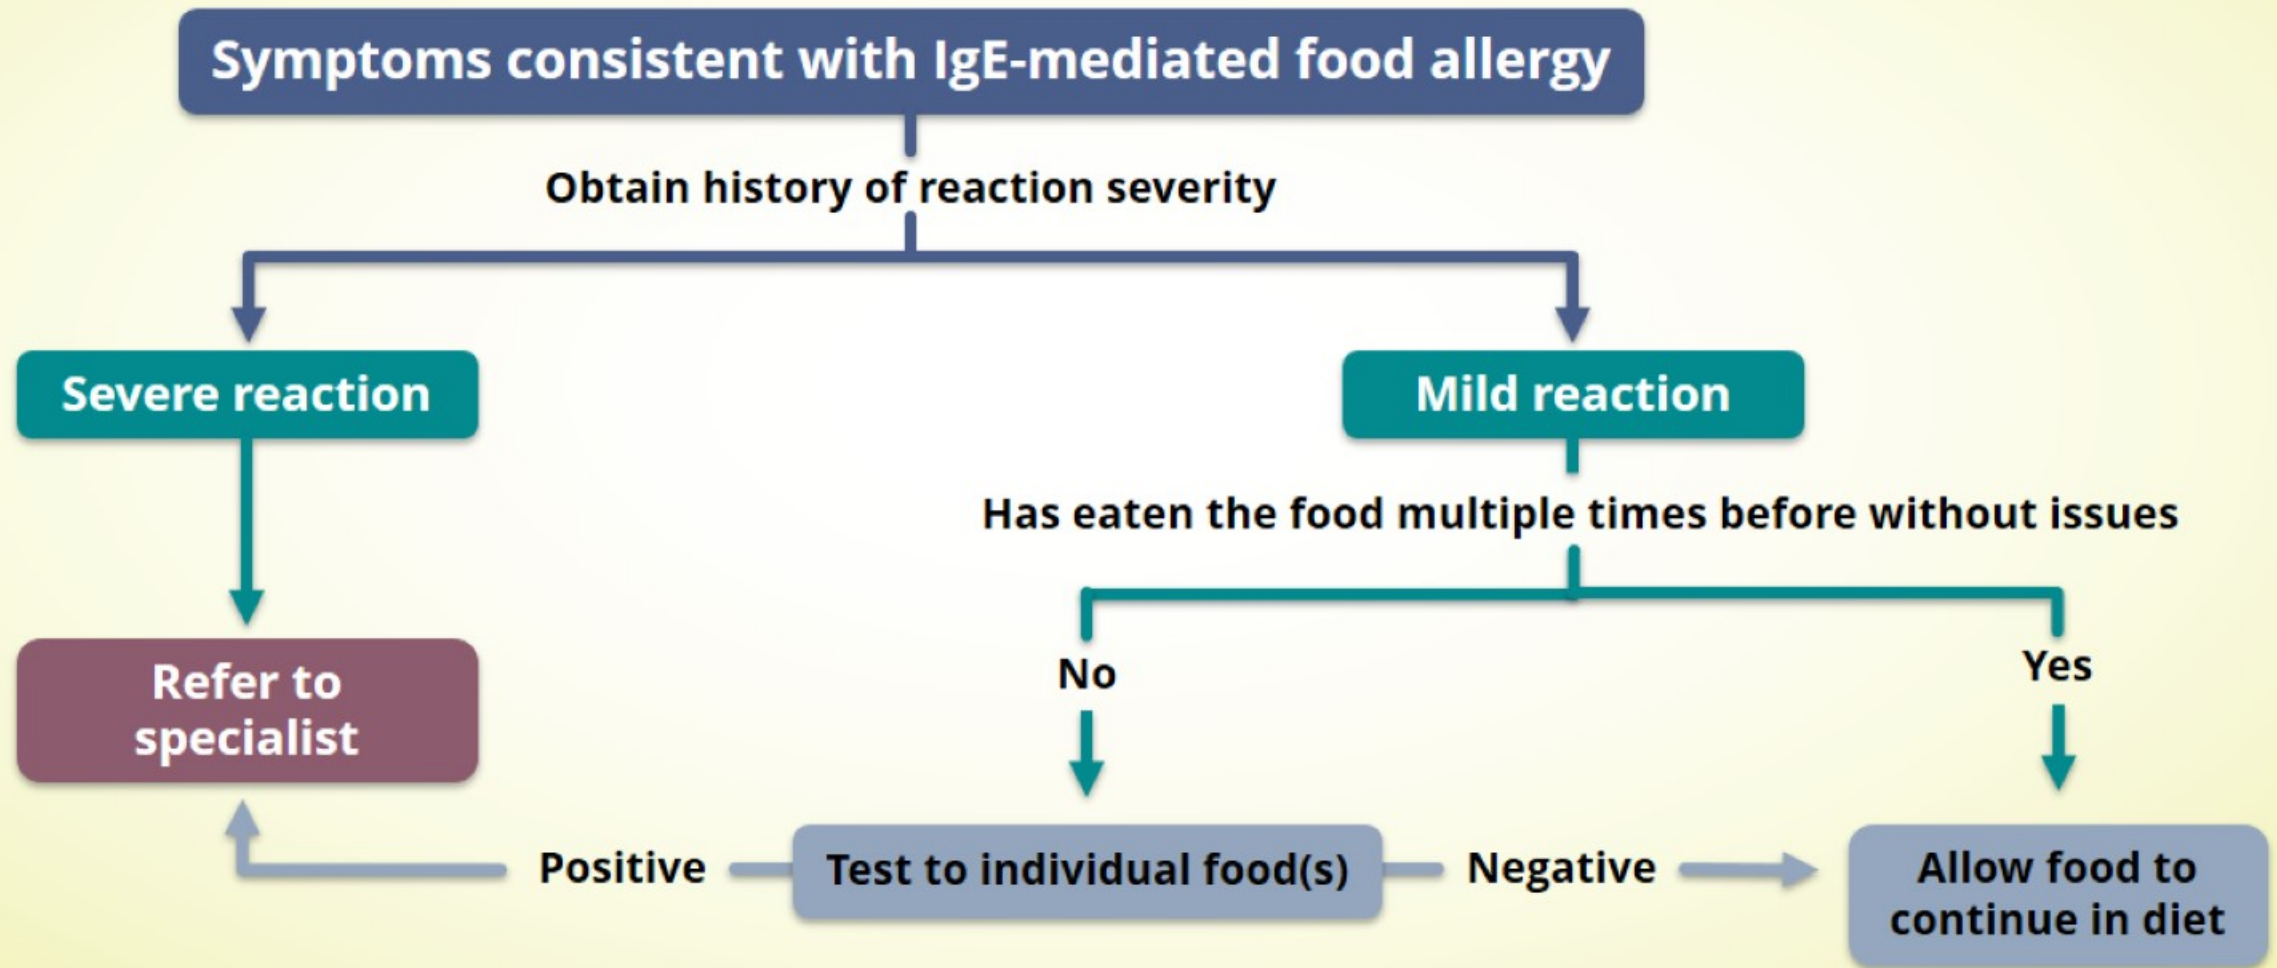 Symptoms consistent with IgE-mediated food allergy
Obtain history of reaction severity
Severe reaction
Mild reaction
Has eaten the food multiple times before without issues
No
Yes
Refer to
specialist
Positive
Test to individual food(s)
Negative
Allow food to
continue in diet